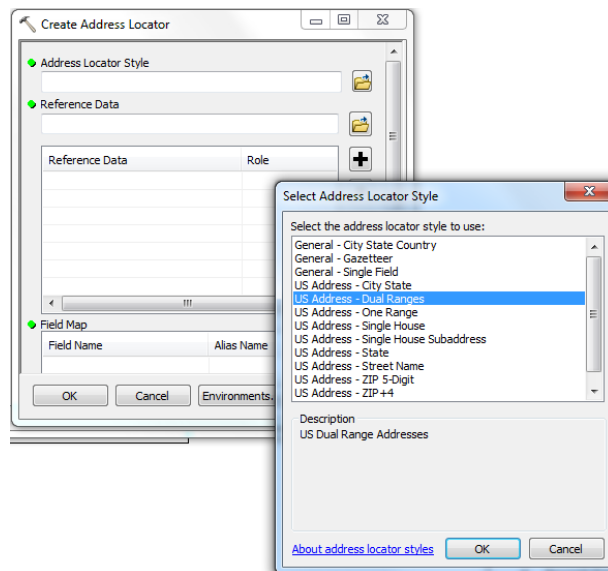 Create Address Locator
Address Locator Style
Reference Data
Reference Data Role
Field Map
Field Name Alias Name
OK Cancel Environments.
Select Address Locator Style
Select the address locator style to use:
General - City State Country
General - Gazetteer
General - Single Field
US Address - City State
US Address - Dual Ranges
US Address - One Range
US Address - Single House
US Address - Single House Subaddress
US Address - State
US Address - Street Name
US Address - ZIP 5-Digit
US Address - ZIP+4
Description
US Dual Range Addresses
About address locator styles OK Cancel